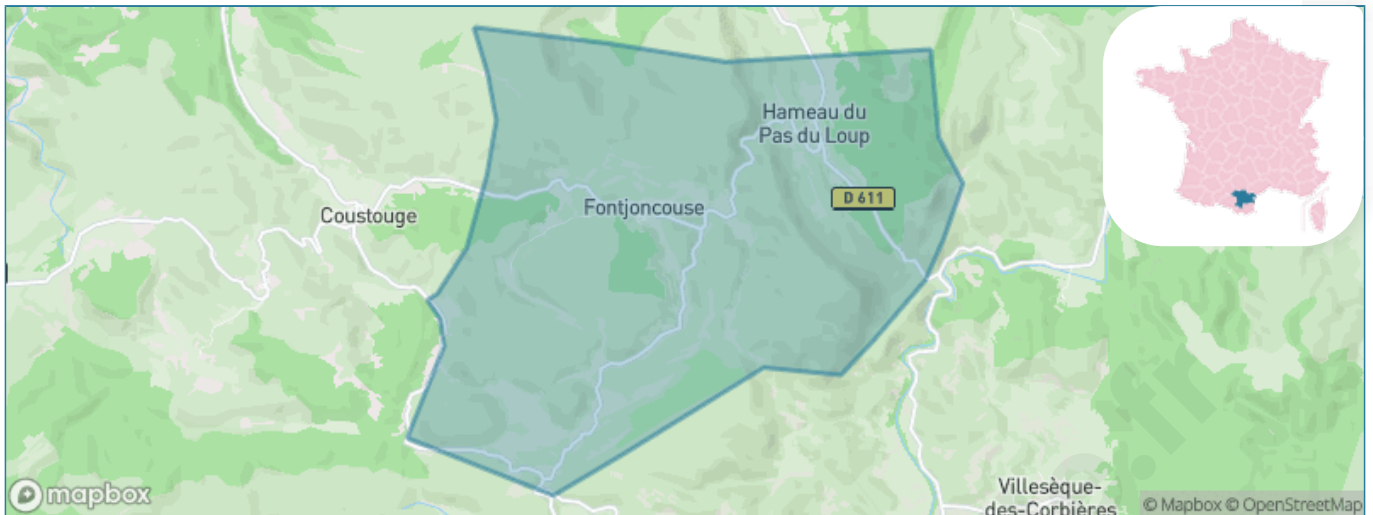 Hameau du
Pas du Loup
D 611
Fontjoncouse
Coustouge
Villesèque-
des-Corbières
mapbox
© Mapbox © OpenStreetMap